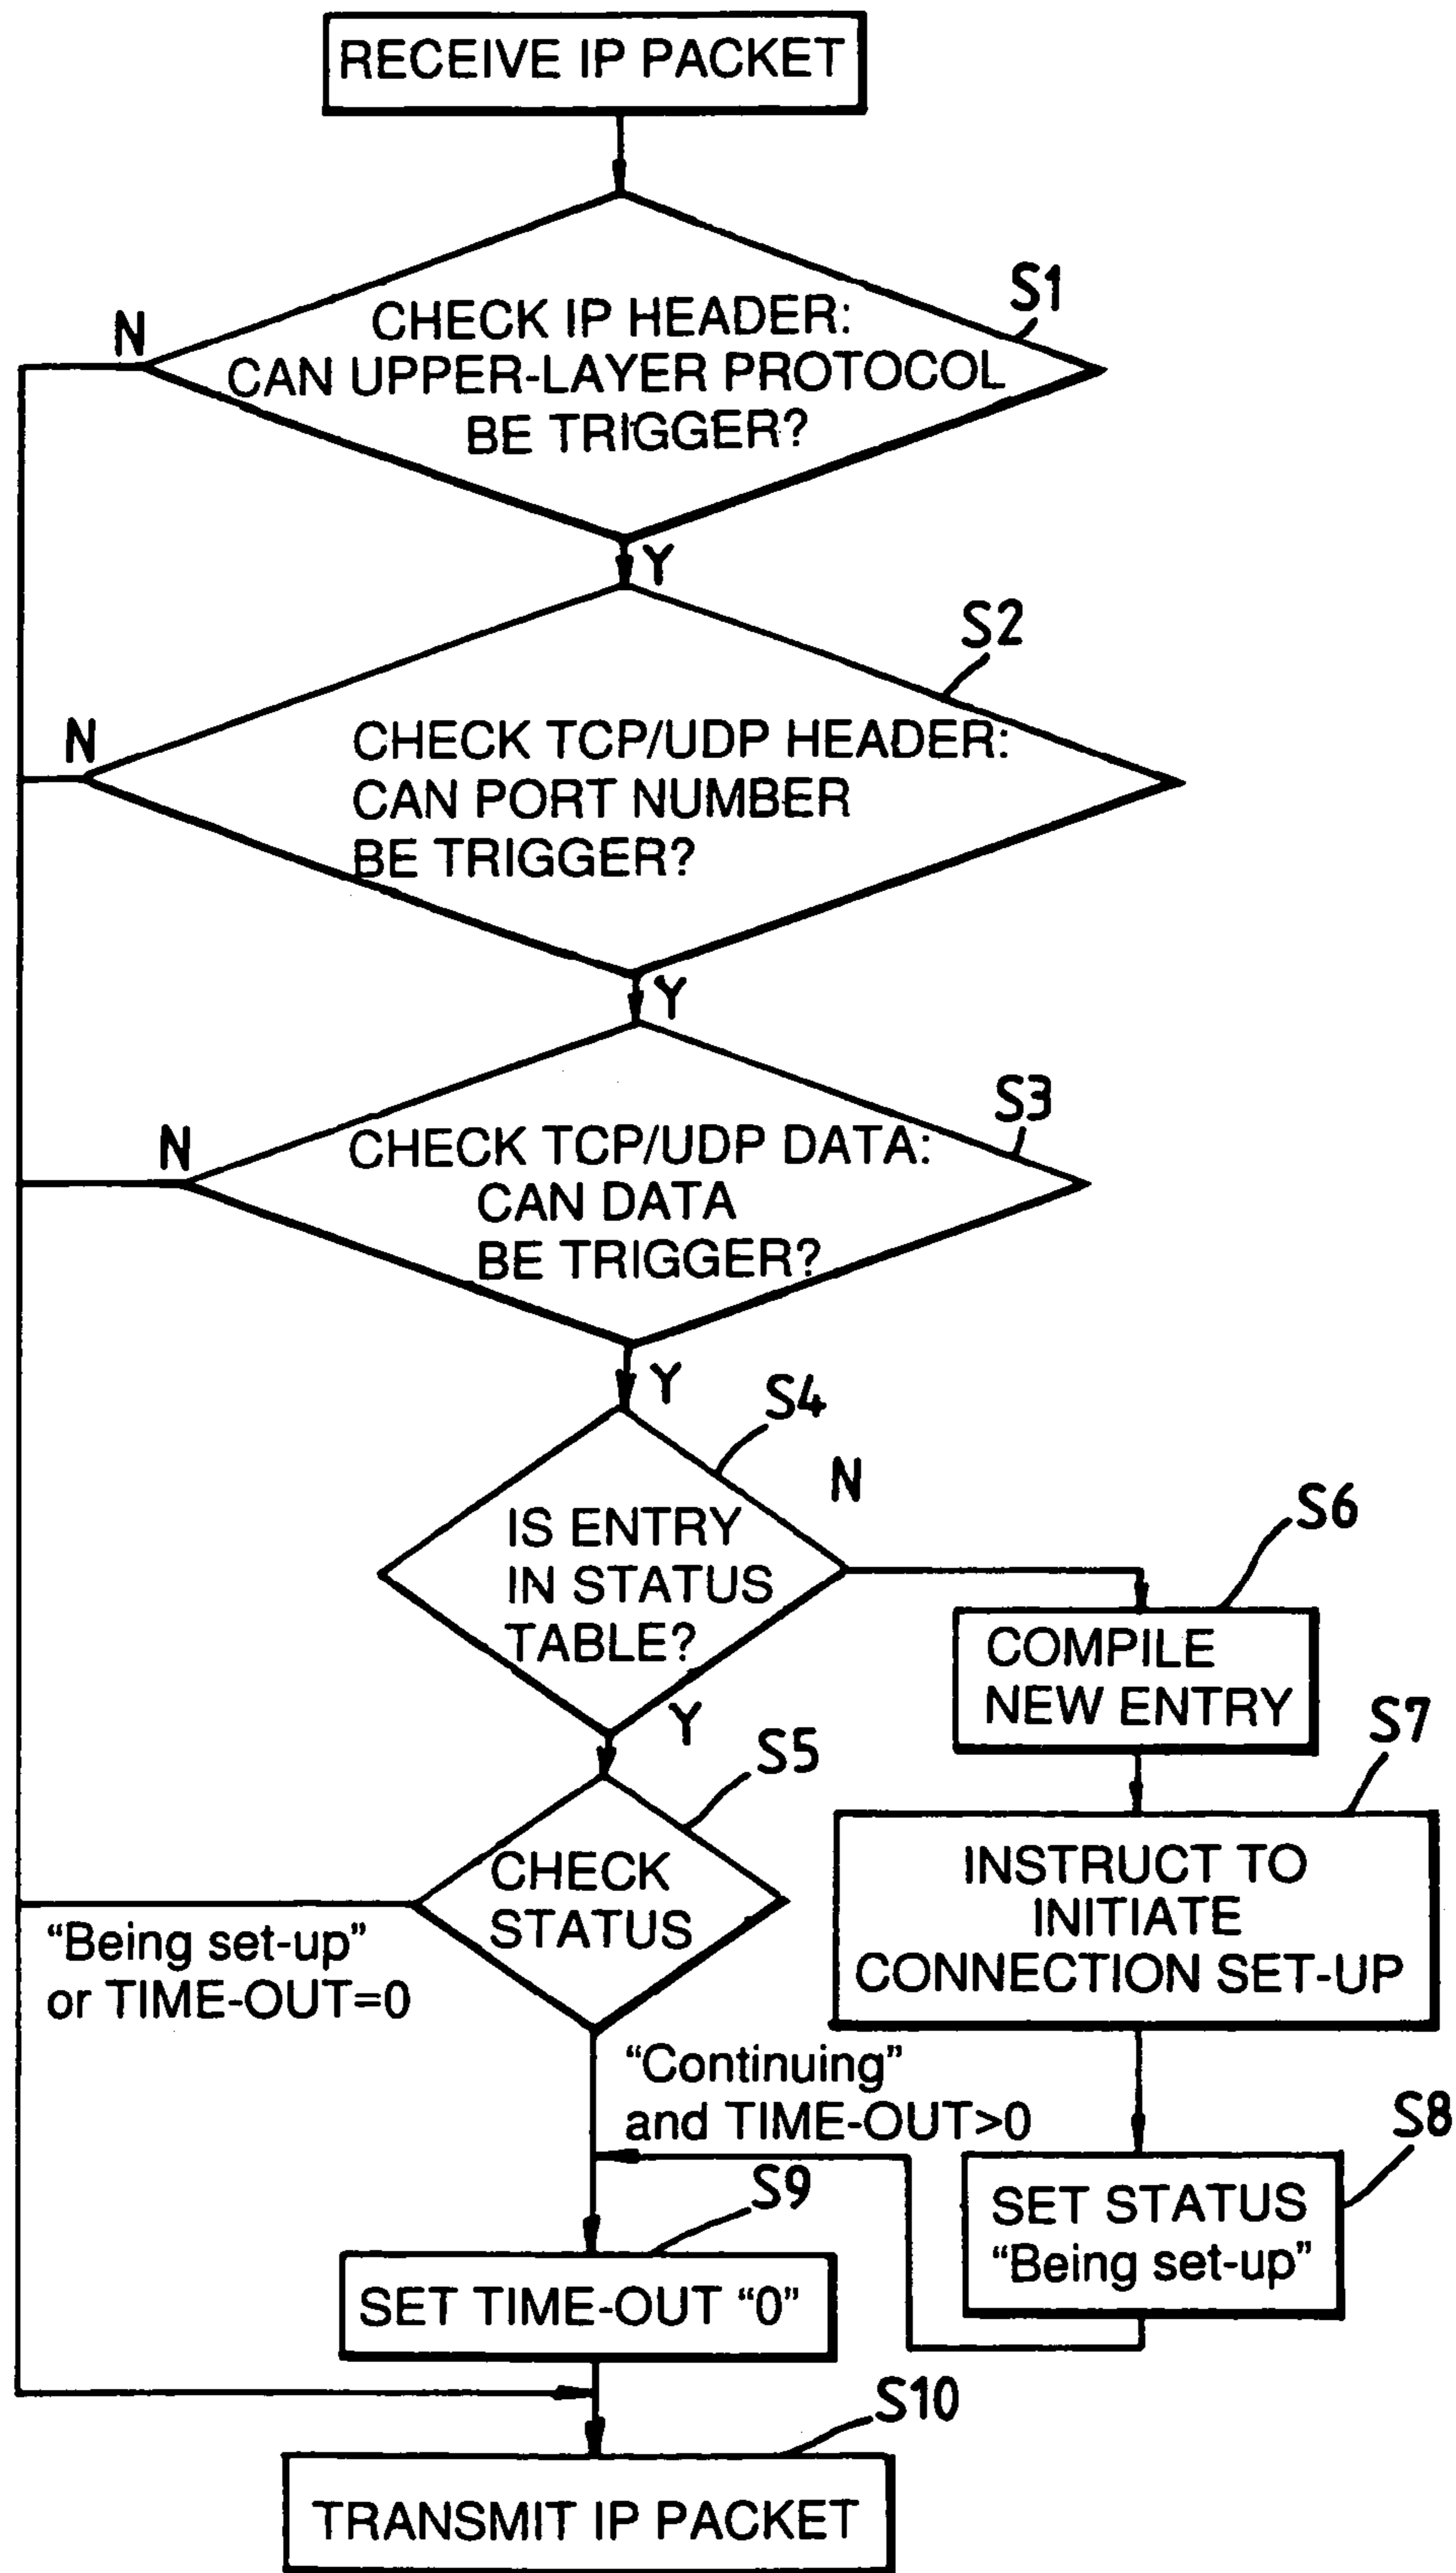 RECEIVE IP PACKET
S1
N
CHECK IP HEADER:
CAN UPPER-LAYER PROTOCOL
BE TRIGGER?
Y
S2
N
CHECK TCP/UDP HEADER:
CAN PORT NUMBER
BE TRIGGER?
Y
S3
N
CHECK TCP/UDP DATA:
CAN DATA
BE TRIGGER?
Y
S4
N
IS ENTRY
IN STATUS
TABLE?
Y
S6
COMPILE
NEW ENTRY
S5
CHECK
STATUS
"Being set-up"
or TIME-OUT=0
S7
INSTRUCT TO
INITIATE
CONNECTION SET-UP
"Continuing"
and TIME-OUT>0
S8
SET STATUS
"Being set-up"
S9
SET TIME-OUT "0"
S10
TRANSMIT IP PACKET